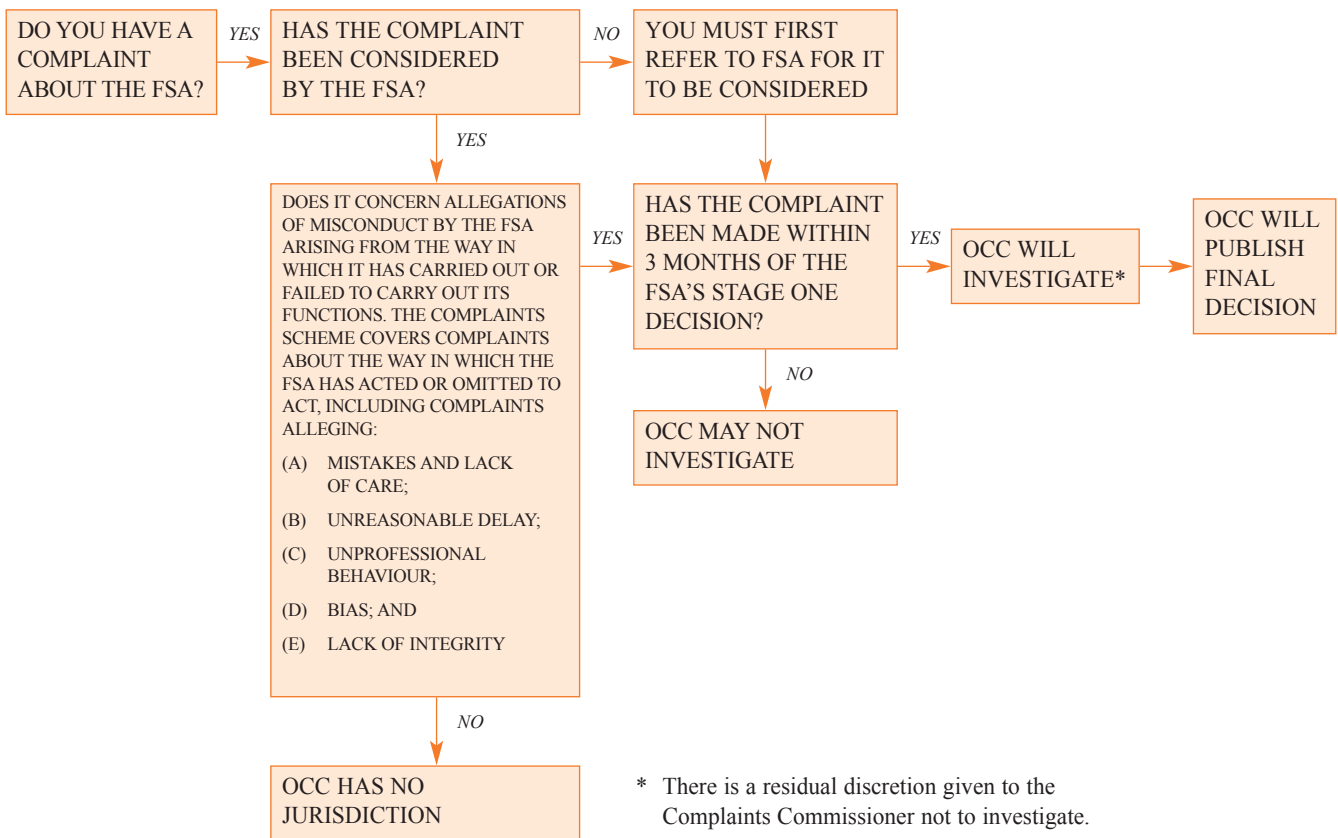 DO YOU HAVE A
COMPLAINT
ABOUT THE FSA?
YES
HAS THE COMPLAINT
BEEN CONSIDERED
BY THE FSA?
NO
YOU MUST FIRST
REFER TO FSA FOR IT
TO BE CONSIDERED
YES
DOES IT CONCERN ALLEGATIONS
OF MISCONDUCT BY THE FSA
ARISING FROM THE WAY IN
WHICH IT HAS CARRIED OUT OR
FAILED TO CARRY OUT ITS
FUNCTIONS. THE COMPLAINTS
SCHEME COVERS COMPLAINTS
ABOUT THE WAY IN WHICH THE
FSA HAS ACTED OR OMITTED TO
ACT, INCLUDING COMPLAINTS
ALLEGING:
(A) MISTAKES AND LACK
OF CARE;
(B) UNREASONABLE DELAY;
(C) UNPROFESSIONAL
BEHAVIOUR;
(D) BIAS; AND
(E) LACK OF INTEGRITY
YES
HAS THE COMPLAINT
BEEN MADE WITHIN
3 MONTHS OF THE
FSA'S STAGE ONE
DECISION?
YES
OCC WILL
INVESTIGATE*
OCC WILL
PUBLISH
FINAL
DECISION
NO
OCC MAY NOT
INVESTIGATE
NO
OCC HAS NO
JURISDICTION
* There is a residual discretion given to the
Complaints Commissioner not to investigate.